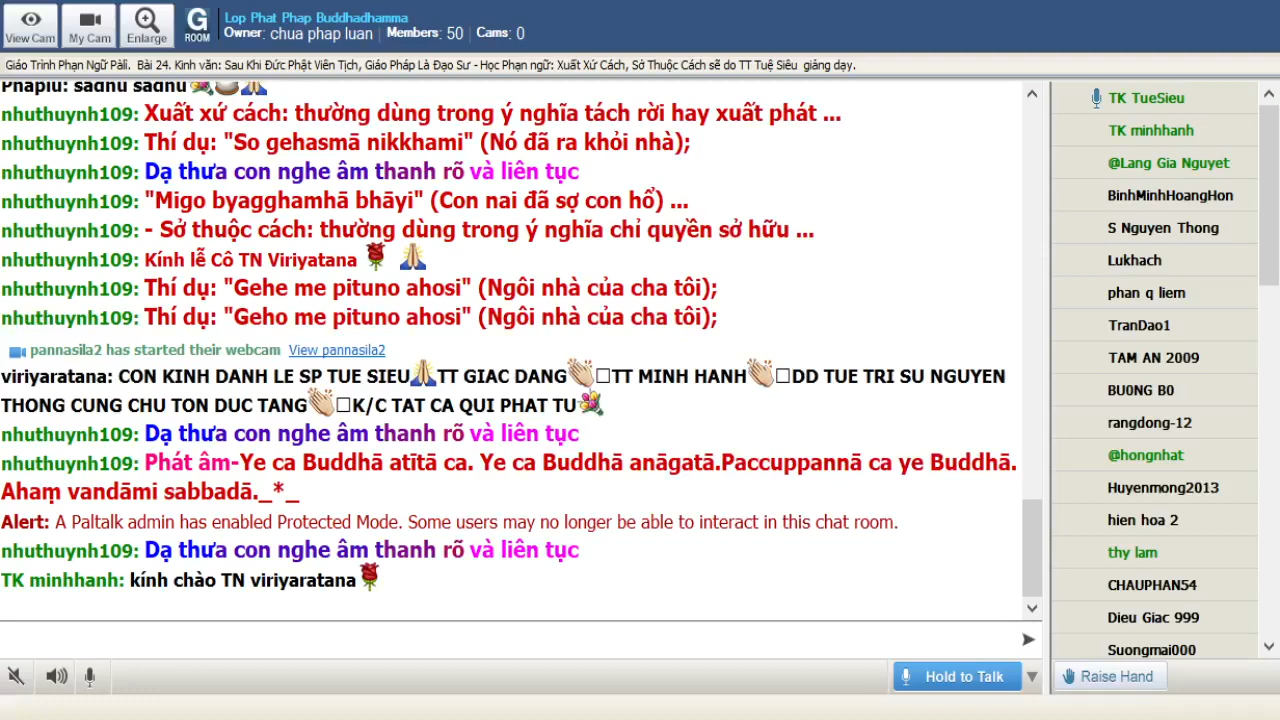 View Cam
My Cam
Enlarge
G
ROOM
Lop Phat Phap Buddhadhamma
Owner: chua phap luan | Members: 50 | Cams: 0
Giáo Trình Phạn Ngữ Pàli. Bài 24. Kinh văn: Sau Khi Đức Phật Viên Tịch, Giáo Pháp Là Đạo Sư - Học Phạn ngữ: Xuất Xứ Cách, Sở Thuộc Cách sẽ do TT Tuệ Siêu giảng dạy.
sadhu sadhu
nhuthuynh109: Xuất xứ cách: thường dùng trong ý nghĩa tách rời hay xuất phát ...
nhuthuynh109: Thí dụ: "So gehasmā nikkhami" (Nó đã ra khỏi nhà);
nhuthuynh109: Dạ thưa con nghe âm thanh rõ và liên tục
nhuthuynh109: "Migo byagghamhā bhāyi" (Con nai đã sợ con hổ) ...
nhuthuynh109: - Sở thuộc cách: thường dùng trong ý nghĩa chỉ quyền sở hữu ...
nhuthuynh109: Kính lễ Cô TN Viriyatana
nhuthuynh109: Thí dụ: "Gehe me pituno ahosi" (Ngôi nhà của cha tôi);
nhuthuynh109: Thí dụ: "Geho me pituno ahosi" (Ngôi nhà của cha tôi);
pannasila2 has started their webcam View pannasila2
viriyaratana: CON KINH DANH LE SP TUE SIEU TT GIAC DANG TT MINH HANH DD TUE TRI SU NGUYEN
THONG CUNG CHU TON DUC TANG K/C TAT CA QUI PHAT TU
nhuthuynh109: Dạ thưa con nghe âm thanh rõ và liên tục
nhuthuynh109: Phát âm-Ye ca Buddhā atītā ca. Ye ca Buddhā anāgatā.Paccuppannā ca ye Buddhā.
Ahaṃ vandāmi sabbadā._*_
Alert: A Paltalk admin has enabled Protected Mode. Some users may no longer be able to interact in this chat room.
nhuthuynh109: Dạ thưa con nghe âm thanh rõ và liên tục
TK minhhanh: kính chào TN viriyaratana
TK TueSieu
TK minhhanh
@Lang Gia Nguyet
BinhMinhHoangHon
S Nguyen Thong
Lukhach
phan q liem
TranDao1
TAM AN 2009
BU0NG B0
rangdong-12
@hongnhat
Huyenmong2013
hien hoa 2
thy lam
CHAUPHAN54
Dieu Giac 999
Suongmai000
Hold to Talk
Raise Hand